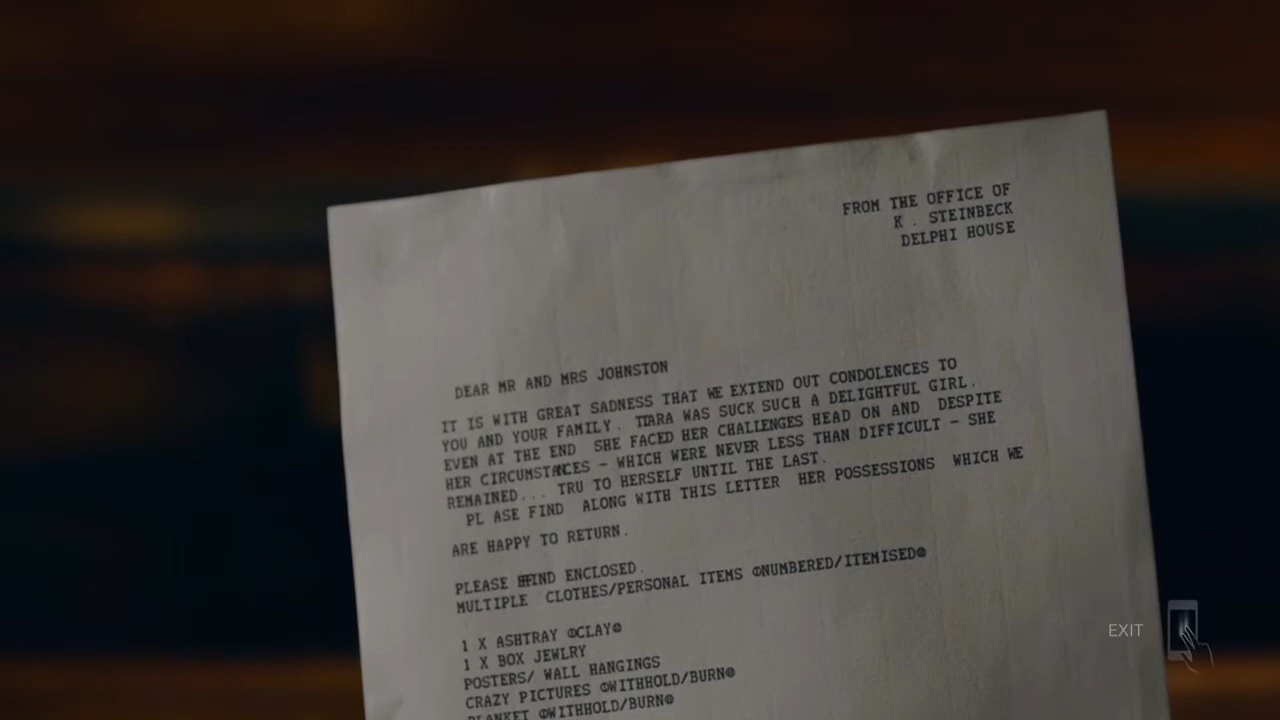 FROM THE OFFICE OF
K . STEINBECK
DELPHI HOUSE
DEAR MR AND MRS JOHNSTON
IT IS WITH GREAT SADNESS THAT WE EXTEND OUT CONDOLENCES TO
YOU AND YOUR FAMILY. TIARA WAS SUCK SUCH A DELIGHTFUL GIRL.
EVEN AT THE END SHE FACED HER CHALLENGES HEAD ON AND DESPITE
HER CIRCUMSTANCES - WHICH WERE NEVER LESS THAN DIFFICULT - SHE
REMAINED... TRU TO HERSELF UNTIL THE LAST.
PL ASE FIND ALONG WITH THIS LETTER HER POSSESSIONS WHICH WE
ARE HAPPY TO RETURN.
PLEASE FIND ENCLOSED.
MULTIPLE CLOTHES/PERSONAL ITEMS NUMBERED/ITEMISED
1 X ASHTRAY CLAY
1 X BOX JEWLRY
POSTERS/ WALL HANGINGS
CRAZY PICTURES WITHHOLD/BURN
BLANKET WITHHOLD/BURN
EXIT